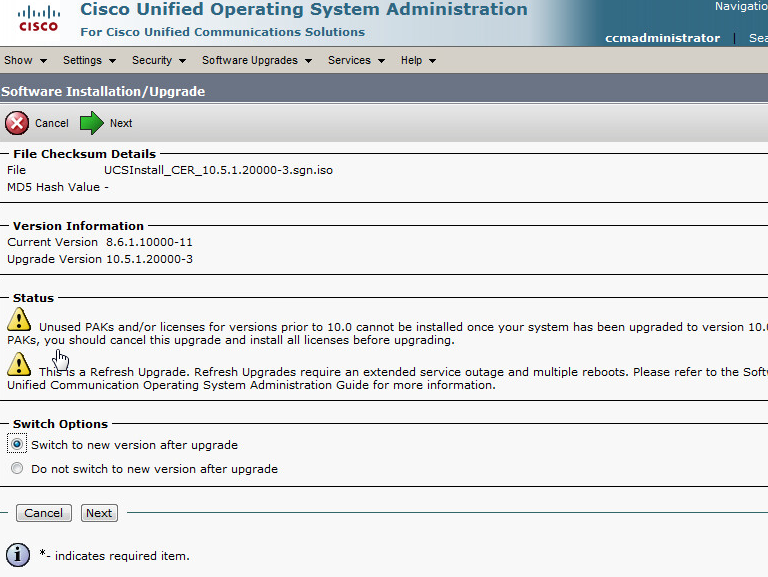 Cisco Unified Operating System Administration
Navigatio
CISCO
For Cisco Unified Communications Solutions
ccmadministrator | Sea
Show Settings Security Software Upgrades Services Help
Software Installation/Upgrade
Cancel Next
File Checksum Details
File UCSInstall_CER_10.5.1.20000-3.sgn.iso
MD5 Hash Value -
Version Information
Current Version 8.6.1.10000-11
Upgrade Version 10.5.1.20000-3
Status
Unused PAKs and/or licenses for versions prior to 10.0 cannot be installed once your system has been upgraded to version 10.
PAKs, you should cancel this upgrade and install all licenses before upgrading.
This is a Refresh Upgrade. Refresh Upgrades require an extended service outage and multiple reboots. Please refer to the Soft
Unified Communication Operating System Administration Guide for more information.
Switch Options
Switch to new version after upgrade
Do not switch to new version after upgrade
Cancel Next
*- indicates required item.